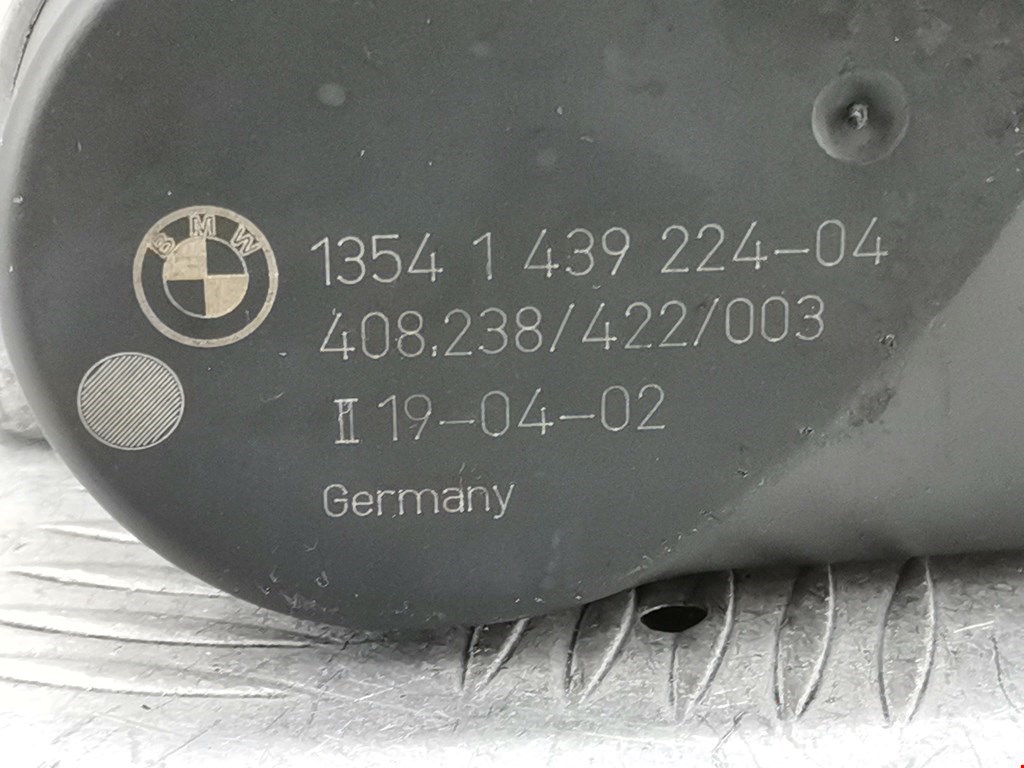 BMW
1354 1 439 224-04
408.238/422/003
II 19-04-02
Germany